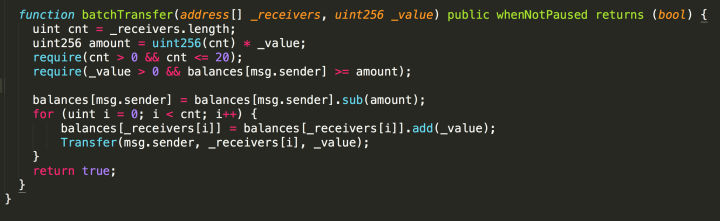 function batchTransfer(address[] _receivers, uint256 _value) public whenNotPaused returns (bool) {
uint cnt = _receivers.length;
uint256 amount = uint256(cnt) * _value;
require(cnt > 0 && cnt <= 20);
require(_value > 0 && balances[msg.sender] >= amount);
balances[msg.sender] = balances[msg.sender].sub(amount);
for (uint i = 0; i < cnt; i++) {
balances[_receivers[i]] = balances[_receivers[i]].add(_value);
Transfer(msg.sender, _receivers[i], _value);
}
return true;
}
}